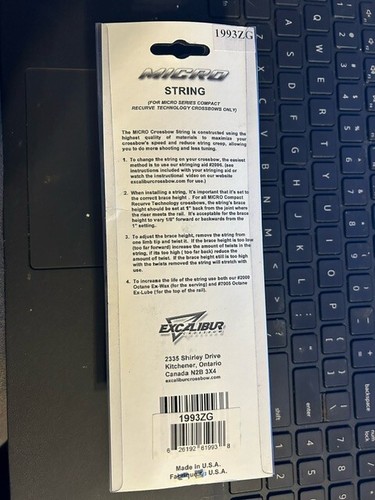 1993ZG
MICRO
STRING
(FOR MICRO SERIES COMPACT
RECURVE TECHNOLOGY CROSSBOWS ONLY)
The MICRO Crossbow String is constructed using the
highest quality of materials to maximize your
crossbow's speed and reduce string creep, allowing
you to do more shooting and less tuning.
1. To change the string on your crossbow, the easiest
method is to use our stringing aid #2006. (see
instructions included with your stringing aid or
watch the instructional video on our website
excaliburcrossbow.com for use.)
2. When installing a string, it's important that it's set to
the correct brace height. For all MICRO Compact
Recurve Technology crossbows, the string's brace
height should be set at 1" back from the joint where
the riser meets the rail. It's acceptable for the brace
height to vary 1/8" forward or backwards from the
1" setting.
3. To adjust the brace height, remove the string from
one limb tip and twist it. If the brace height is too low
(too far forward) increase the amount of twists in the
string, if its too high (too far back) reduce the
amount of twist. If the brace height still is too high
with the twists removed the string will stretch with
use.
4. To increase the life of the string use both our #2005
Octane Ex-Wax (for the serving) and #7005 Octane
Ex-Lube (for the top of the rail).
EXCALIBUR
CROSSBOW
2335 Shirley Drive
Kitchener, Ontario
Canada N2B 3X4
excaliburcrossbow.com
1993ZG
6 26192 81993 8
Made in U.S.A.
U.S.A.